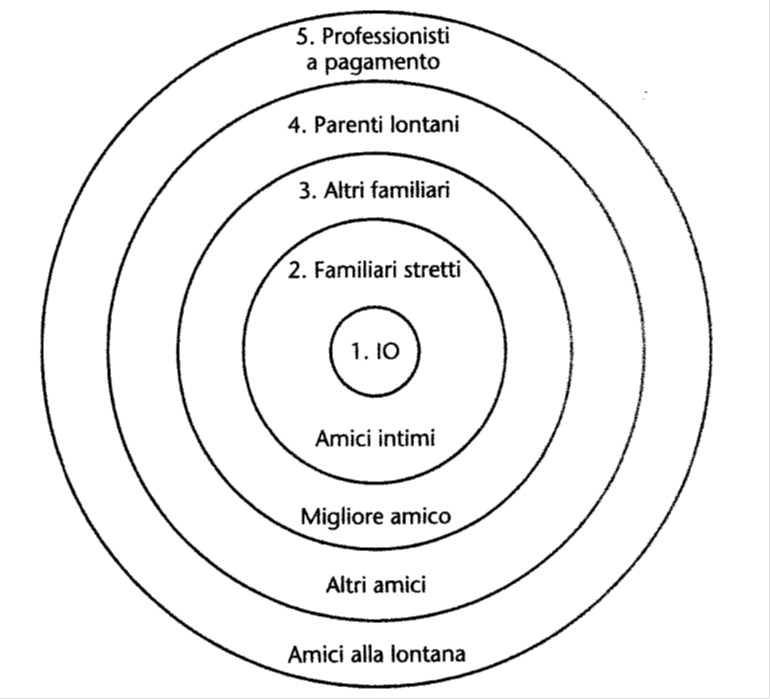 5. Professionisti
a pagamento
4. Parenti lontani
3. Altri familiari
2. Familiari stretti
1. IO
Amici intimi
Migliore amico
Altri amici
Amici alla lontana